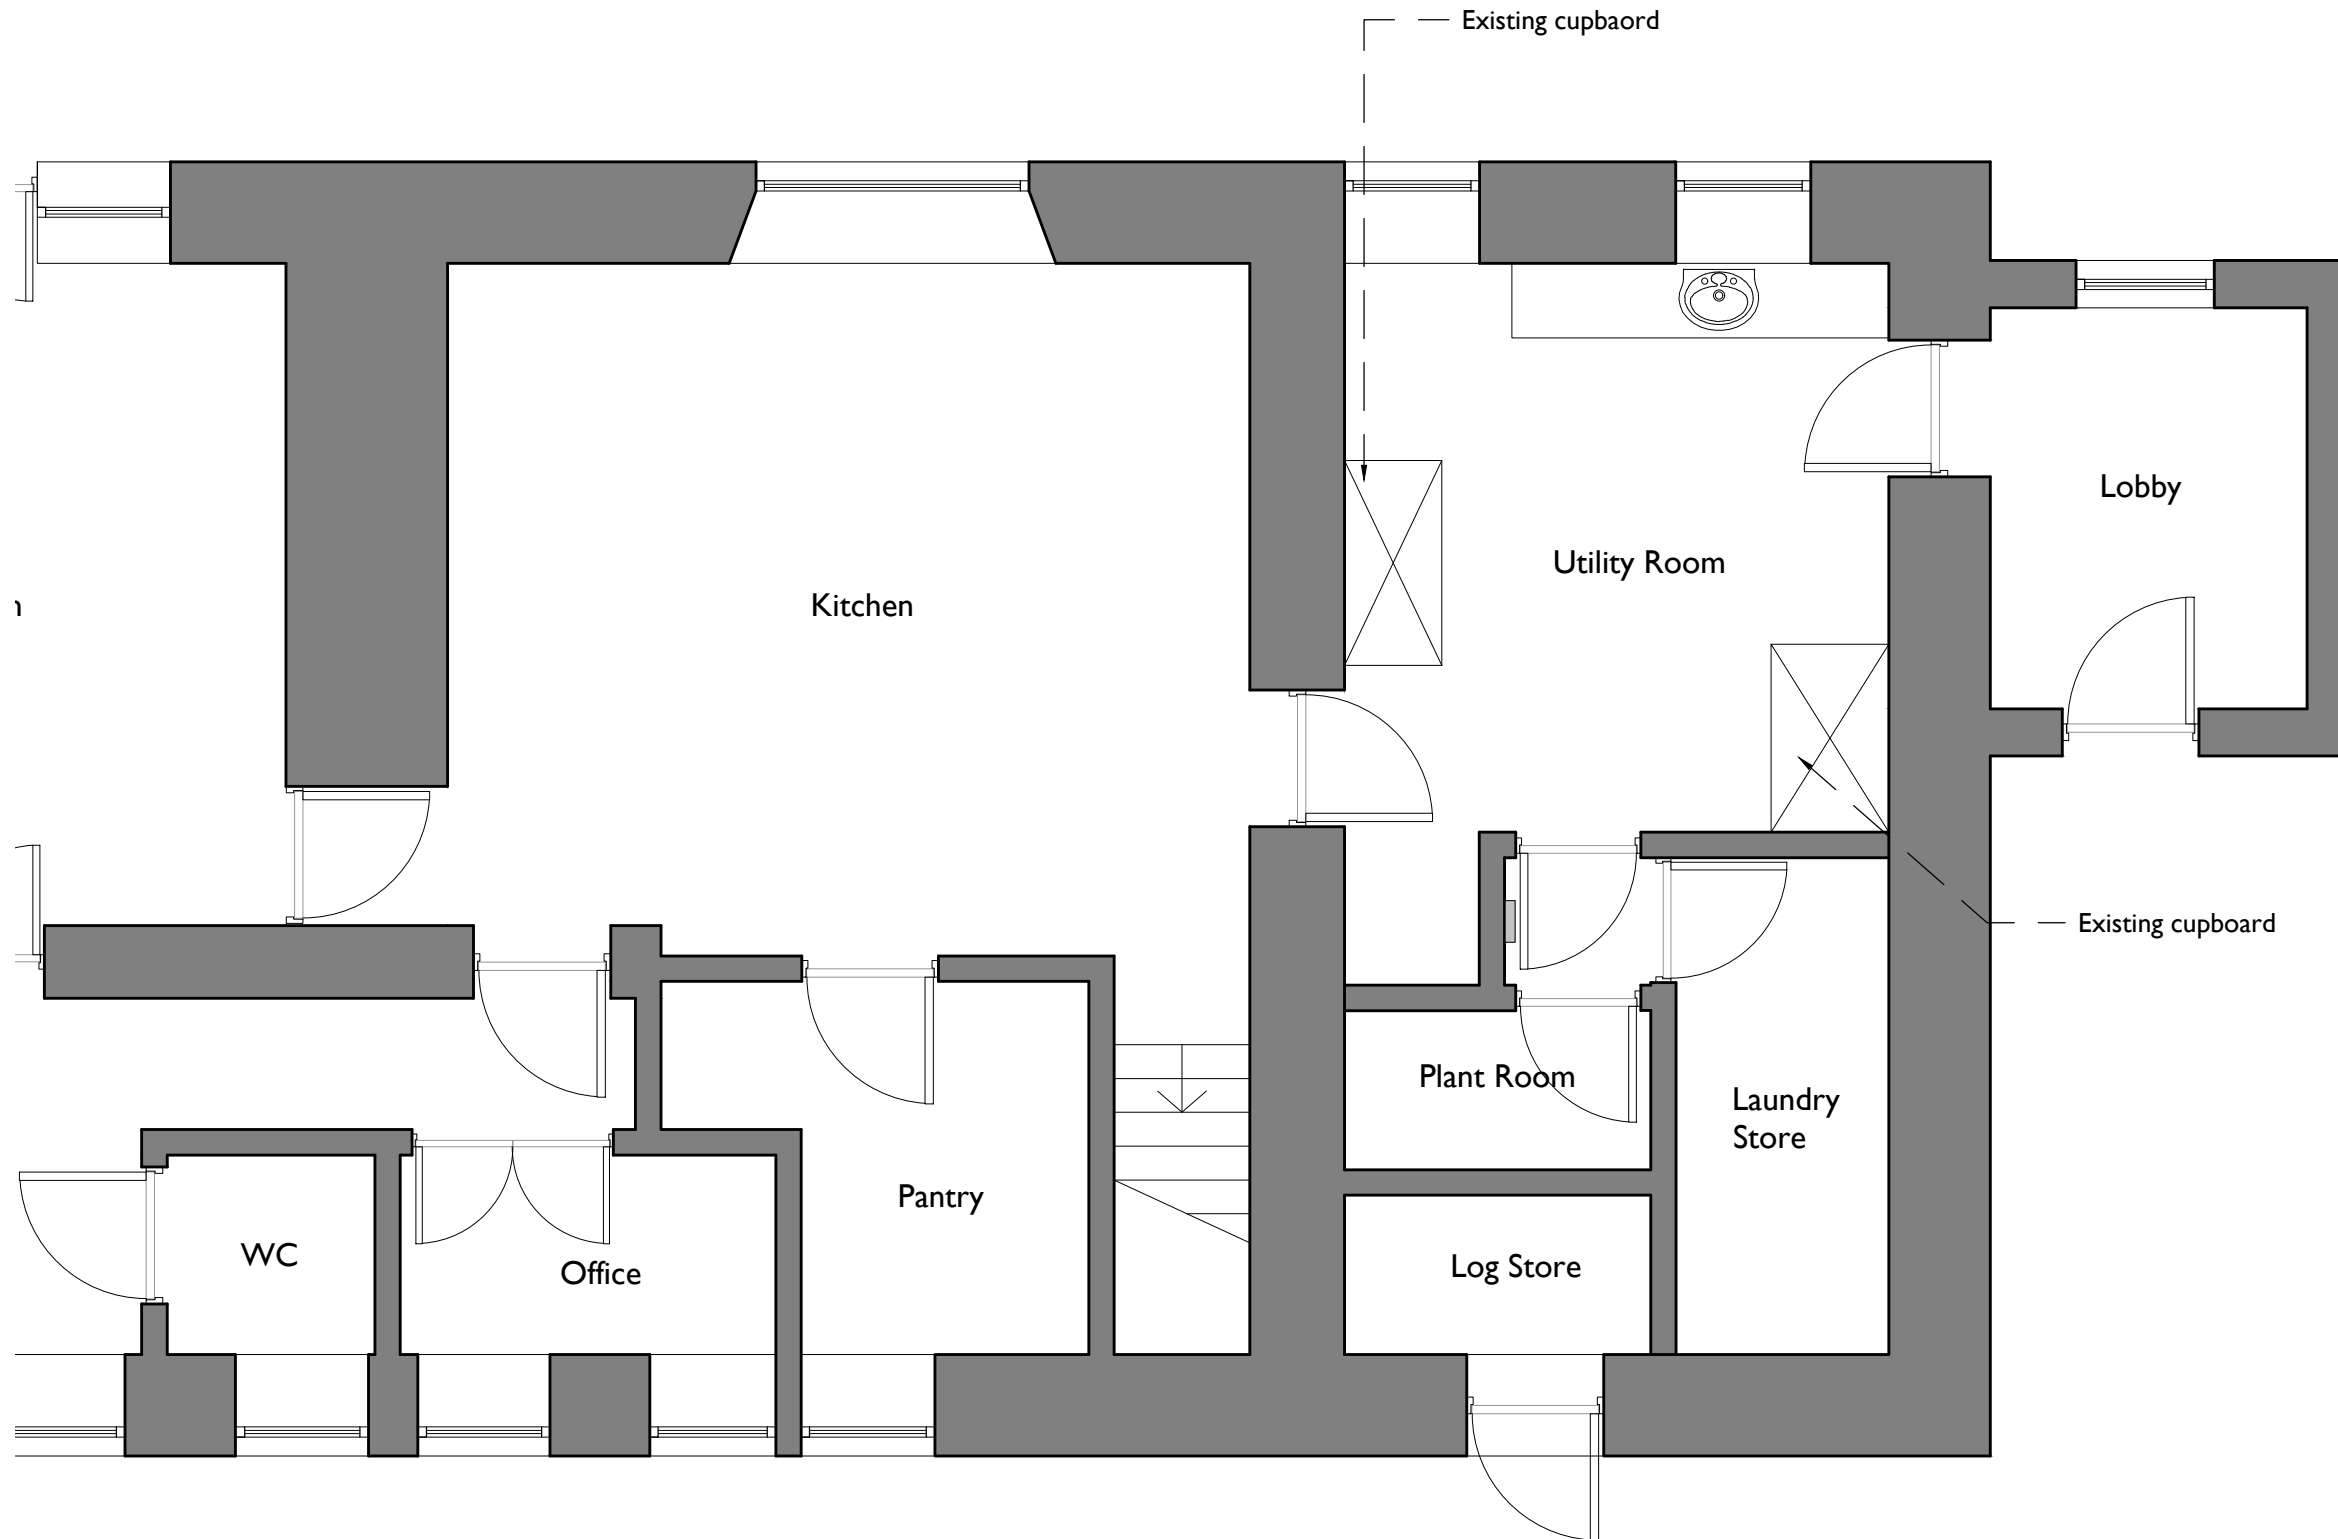 Existing cupbaord
Lobby
Utility Room
Kitchen
n
Existing cupboard
Plant Room
Laundry
Store
Pantry
WC
Office
Log Store